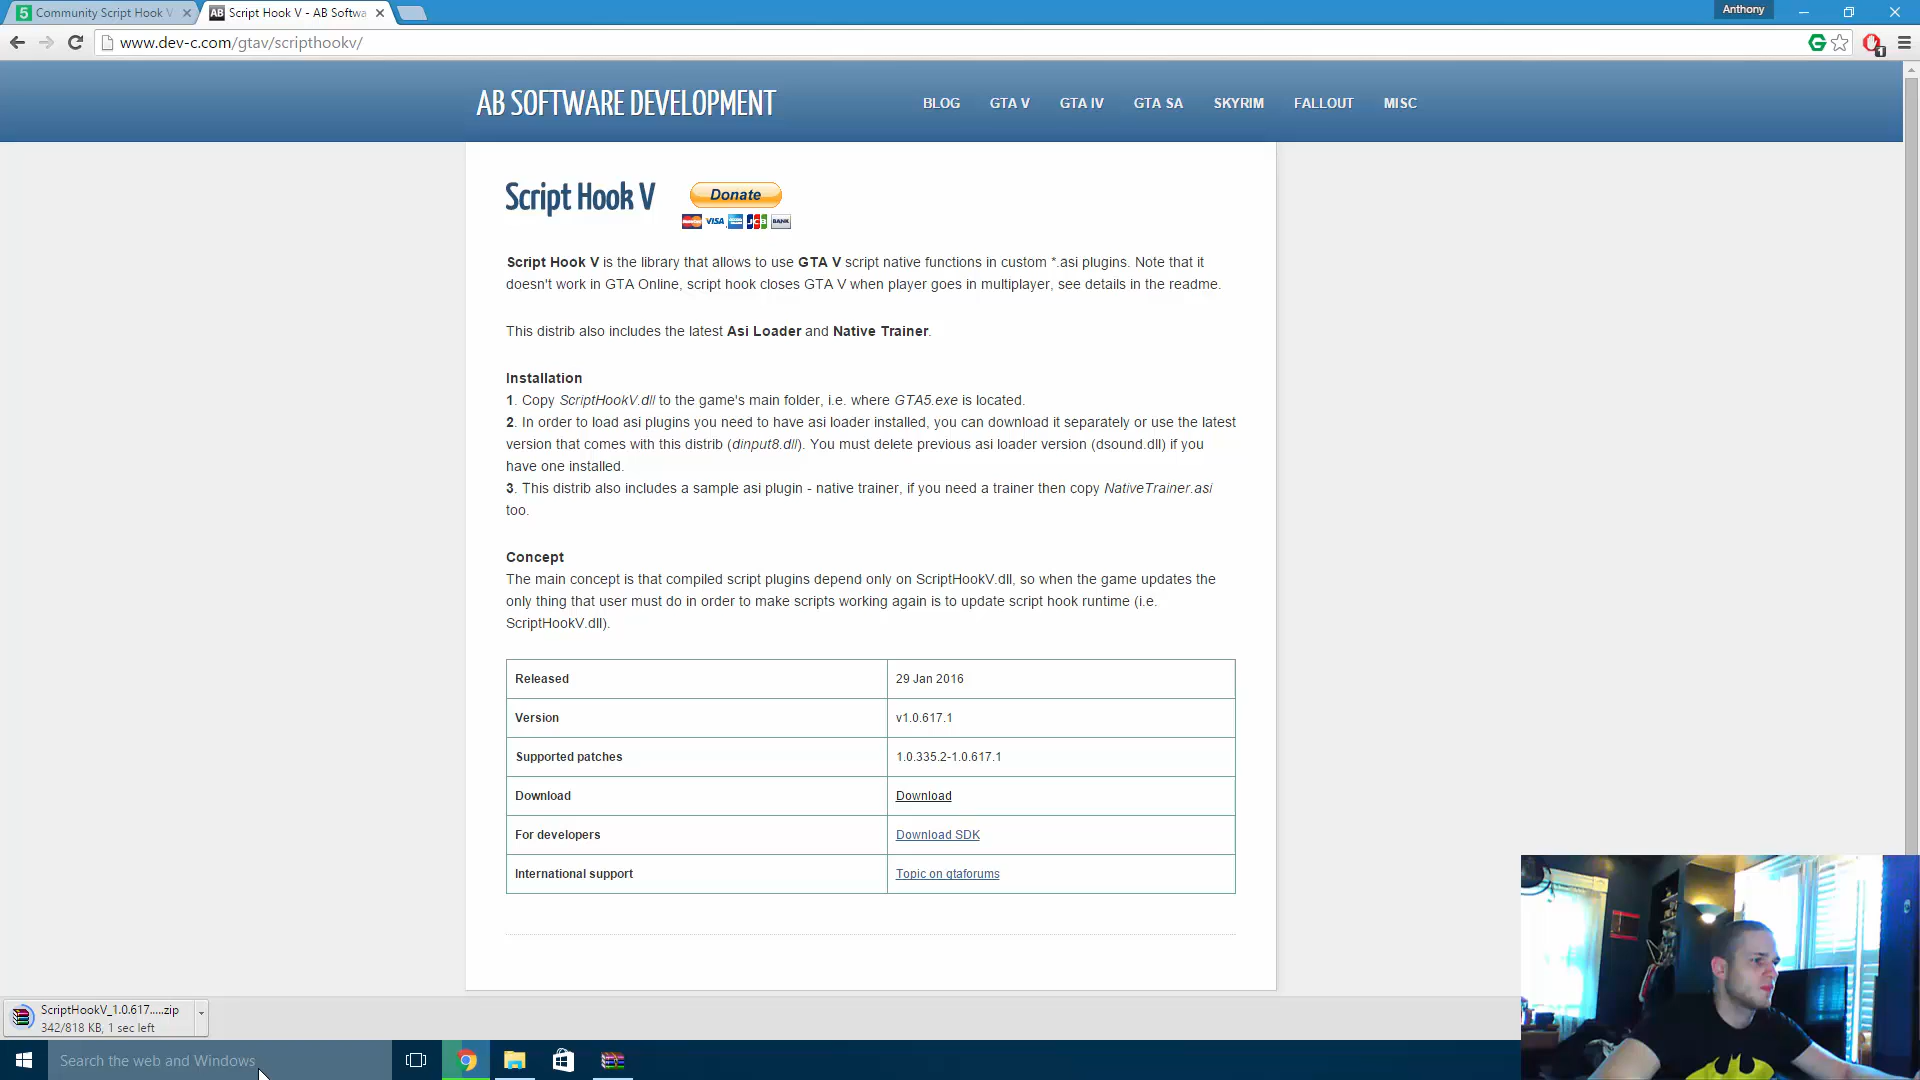 Community Script Hook V
Script Hook V - AB Softwa
Anthony
www.dev-c.com/gtav/scripthookv/
1
AB SOFTWARE DEVELOPMENT
BLOG GTA V GTA IV GTA SA SKYRIM FALLOUT MISC
Script Hook V
Donate
VISA
JCB
BANK
Script Hook V is the library that allows to use GTA V script native functions in custom *.asi plugins. Note that it
doesn't work in GTA Online, script hook closes GTA V when player goes in multiplayer, see details in the readme.
This distrib also includes the latest Asi Loader and Native Trainer.
Installation
1. Copy ScriptHookV.dll to the game's main folder, i.e. where GTA5.exe is located.
2. In order to load asi plugins you need to have asi loader installed, you can download it separately or use the latest
version that comes with this distrib (dinput8.dll). You must delete previous asi loader version (dsound.dll) if you
have one installed.
3. This distrib also includes a sample asi plugin - native trainer, if you need a trainer then copy NativeTrainer.asi
too.
Concept
The main concept is that compiled script plugins depend only on ScriptHookV.dll, so when the game updates the
only thing that user must do in order to make scripts working again is to update script hook runtime (i.e.
ScriptHookV.dll).
Released 29 Jan 2016
Version v1.0.617.1
Supported patches 1.0.335.2-1.0.617.1
Download Download
For developers Download SDK
International support Topic on gtaforums
ScriptHookV_1.0.617.....zip
342/818 KB, 1 sec left
Search the web and Windows